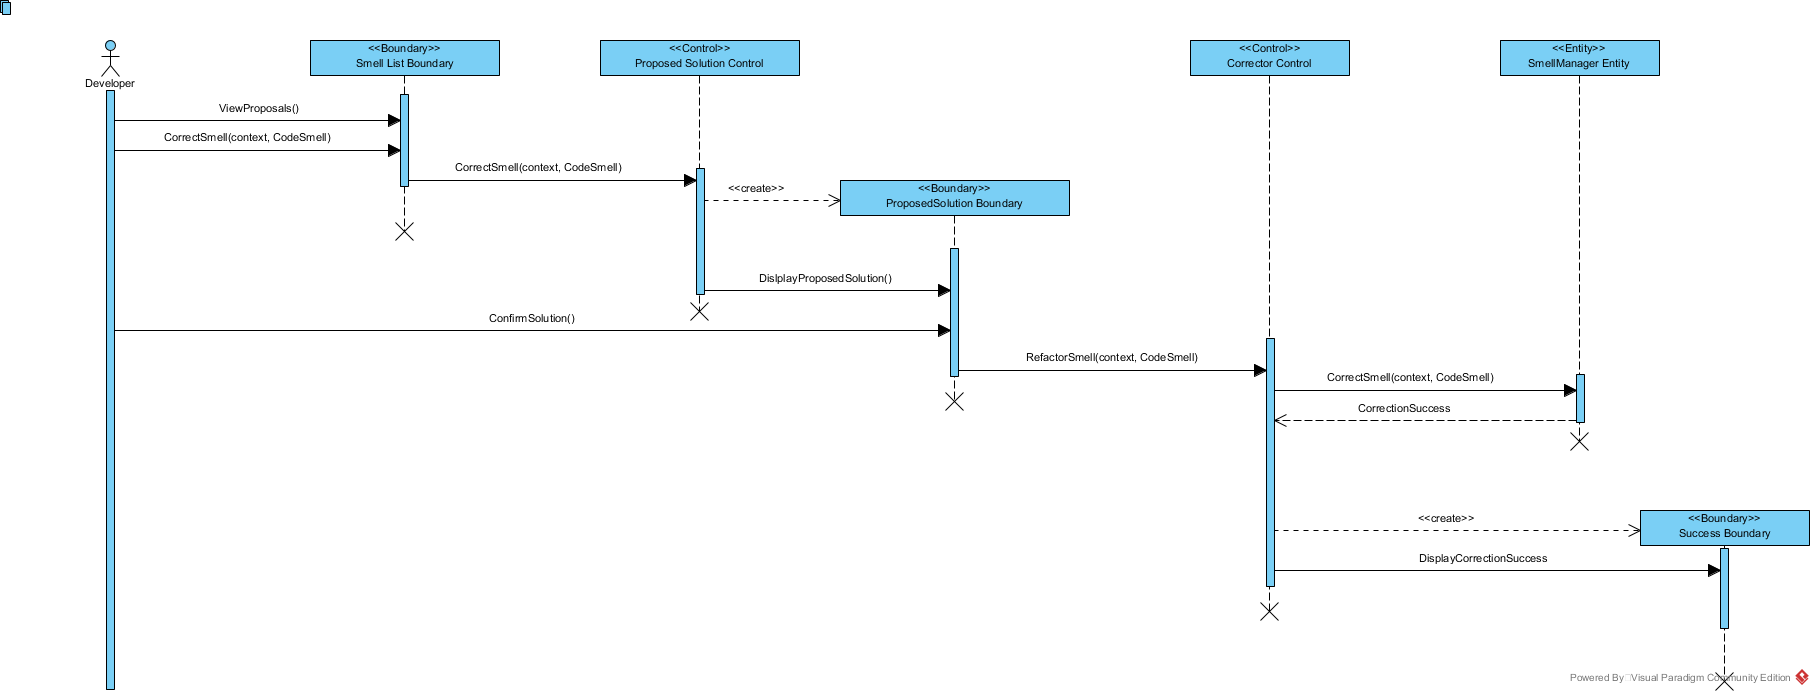 <<Boundary>>
Smell List Boundary
<<Control>>
Proposed Solution Control
<<Control>>
Corrector Control
<<Entity>>
SmellManager Entity
Developer
ViewProposals()
CorrectSmell(context, CodeSmell)
CorrectSmell(context, CodeSmell)
<<create>>
<<Boundary>>
ProposedSolution Boundary
DislplayProposedSolution()
ConfirmSolution()
RefactorSmell(context, CodeSmell)
CorrectSmell(context, CodeSmell)
CorrectionSuccess
<<create>>
<<Boundary>>
Success Boundary
DisplayCorrectionSuccess
Powered By Visual Paradigm Community Edition